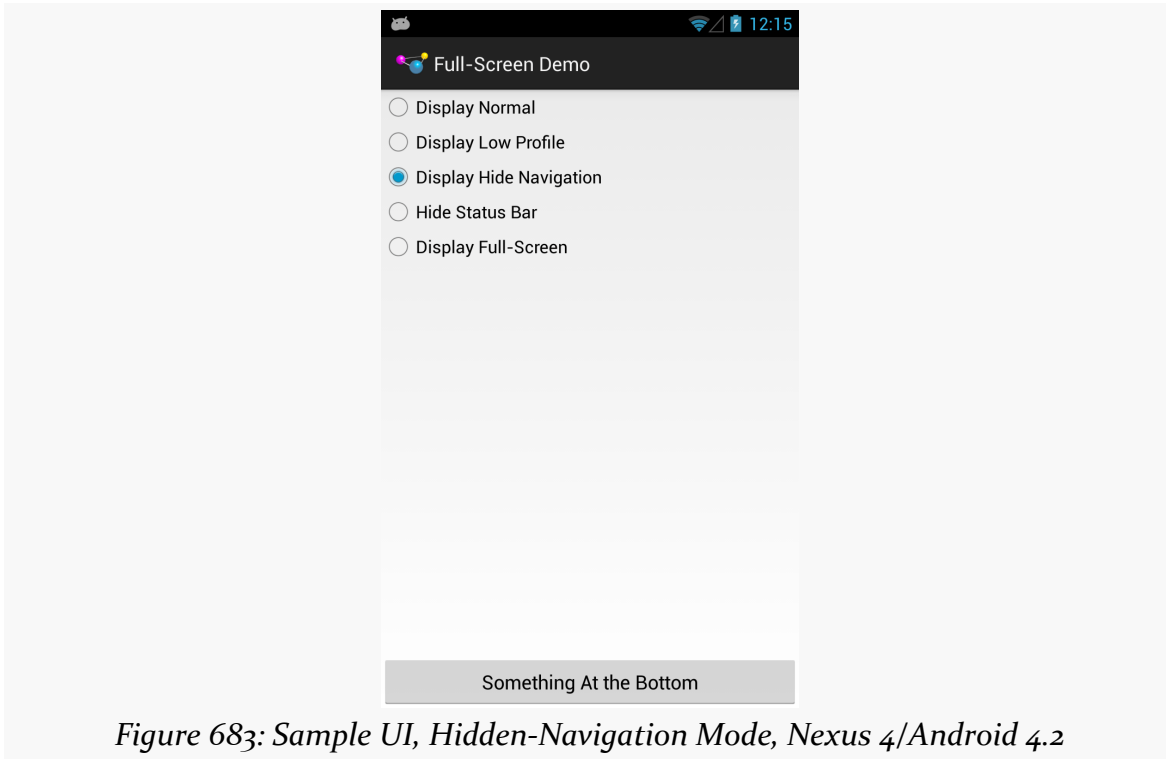 12:15
Full-Screen Demo
Display Normal
Display Low Profile
Display Hide Navigation
Hide Status Bar
Display Full-Screen
Something At the Bottom
Figure 683: Sample UI, Hidden-Navigation Mode, Nexus 4/Android 4.2